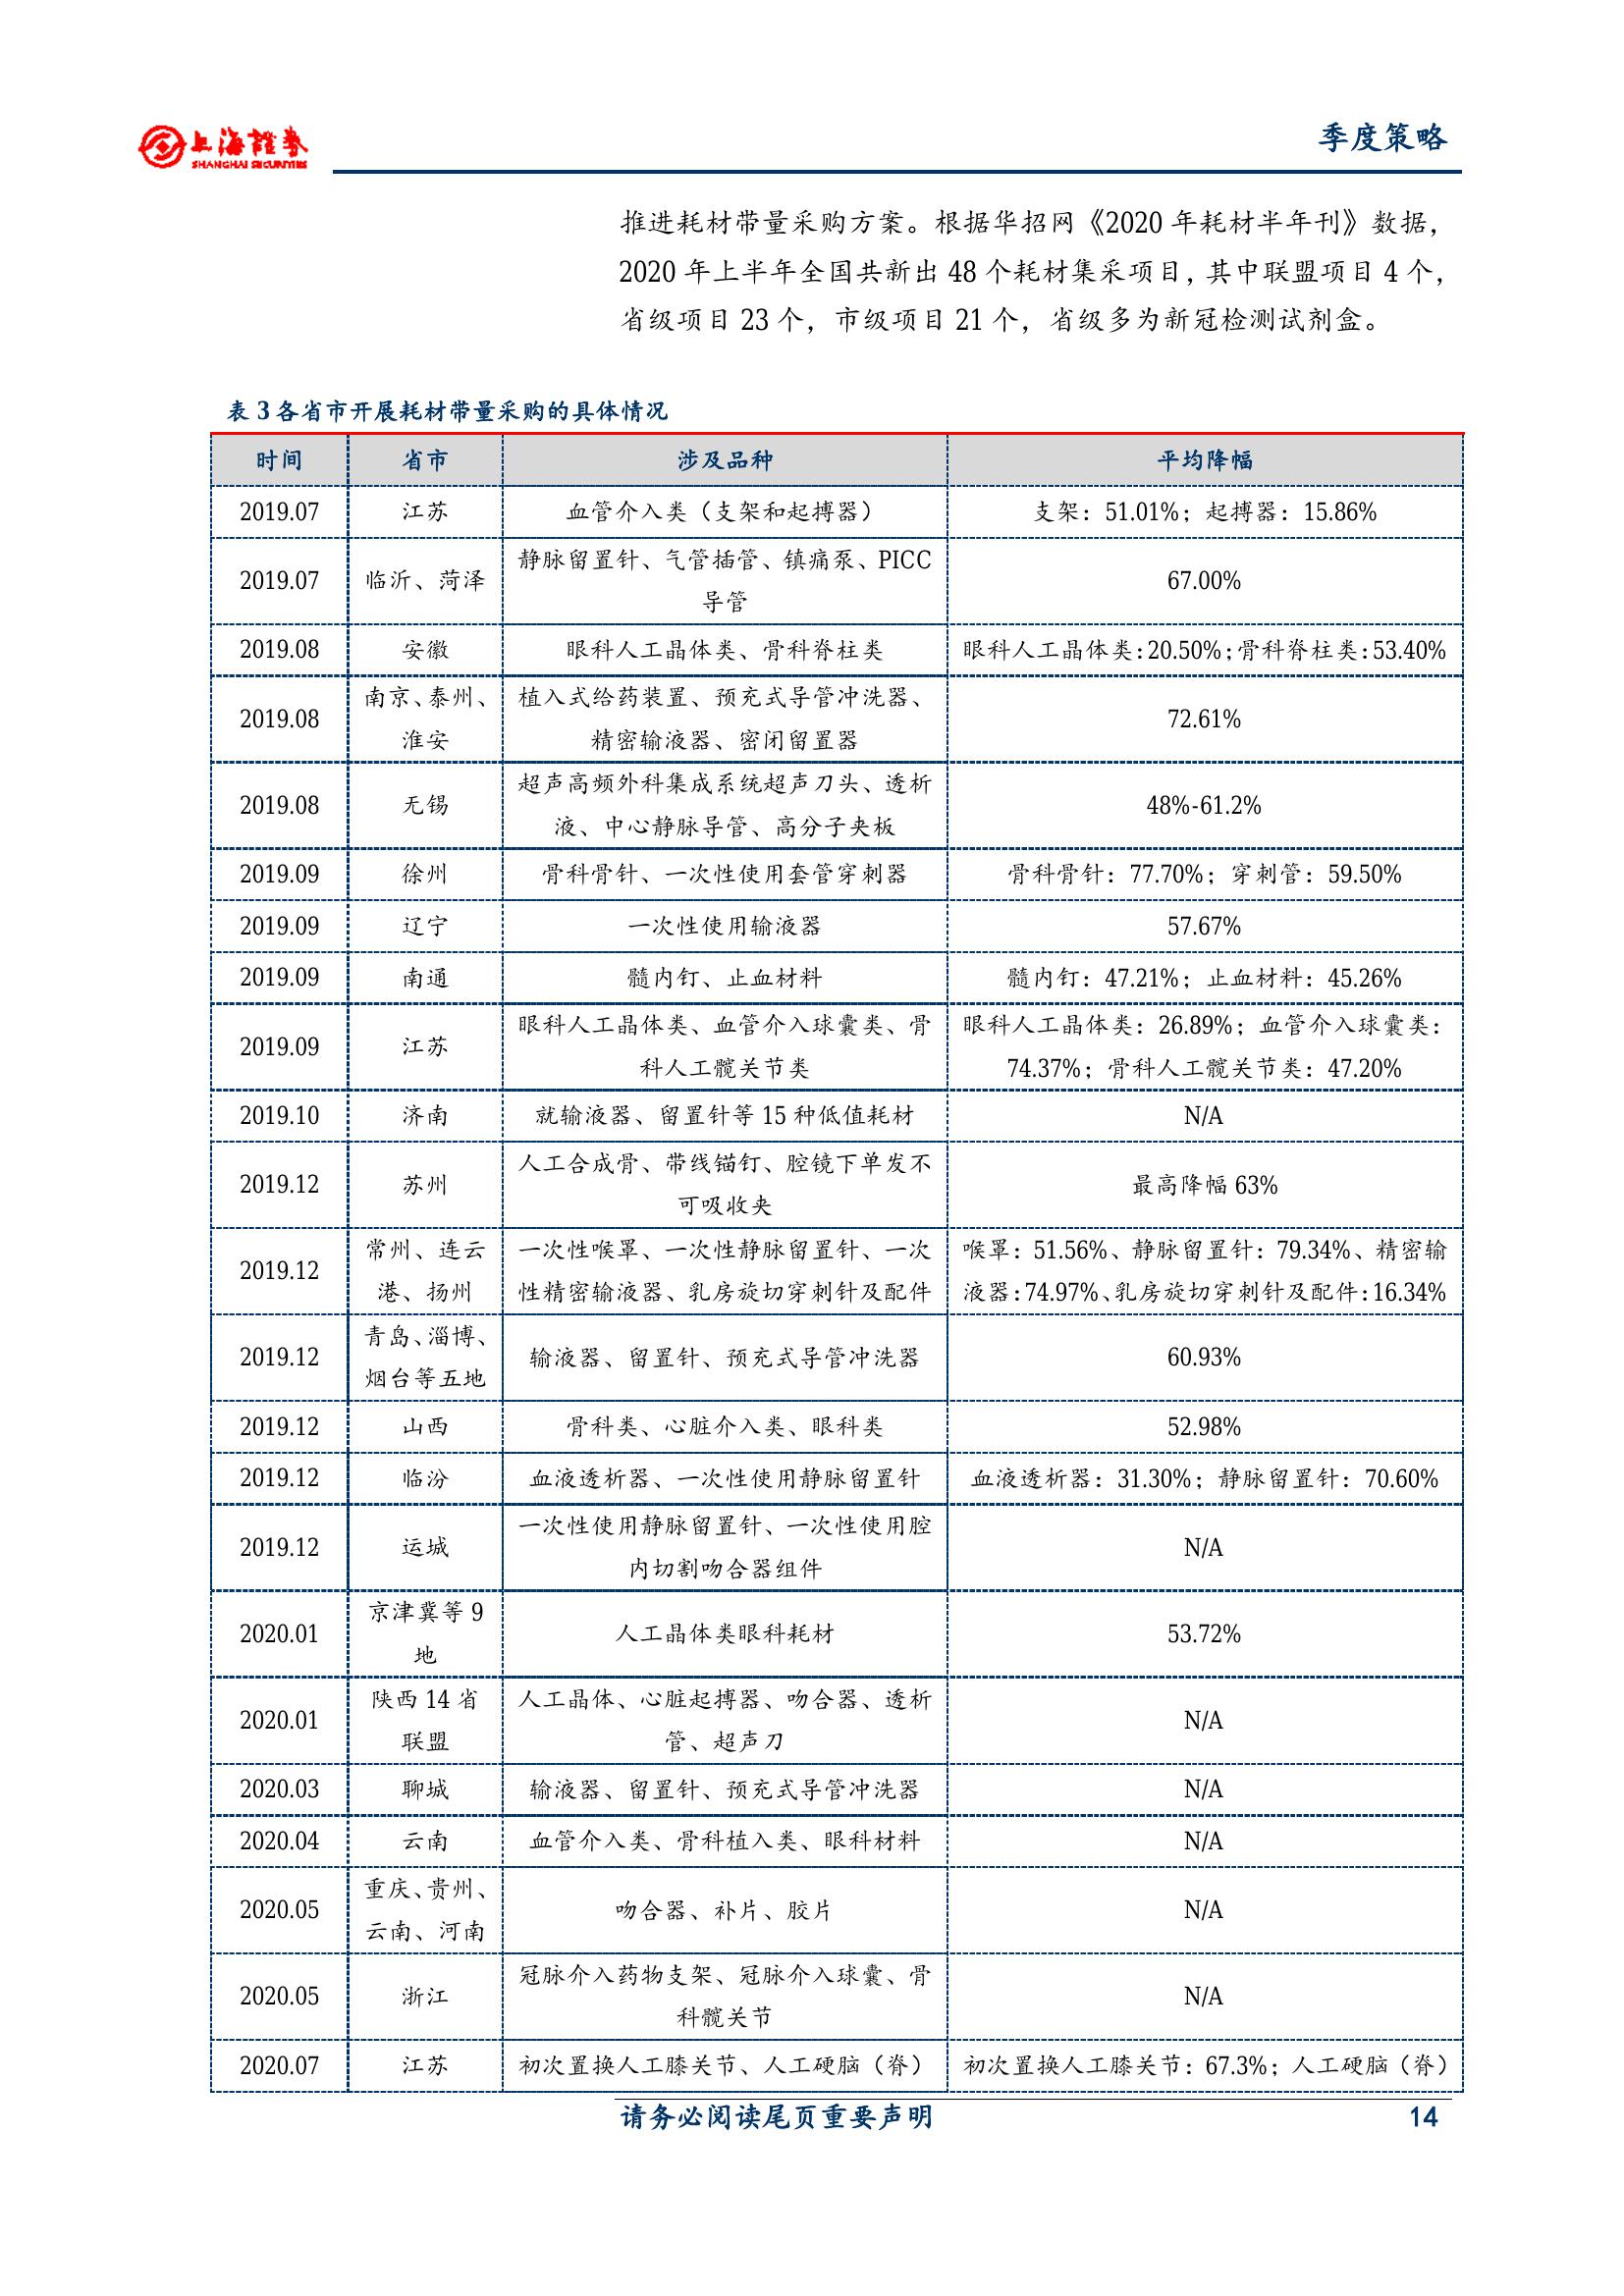 上海證券
SHANGHAI SECURITIES
季度策略
推进耗材带量采购方案。根据华招网《2020 年耗材半年刊》数据，
2020 年上半年全国共新出 48 个耗材集采项目，其中联盟项目 4 个，
省级项目 23 个，市级项目 21 个，省级多为新冠检测试剂盒。
表 3 各省市开展耗材带量采购的具体情况
时间 省市 涉及品种 平均降幅
2019.07 江苏 血管介入类（支架和起搏器） 支架：51.01%；起搏器：15.86%
2019.07 临沂、菏泽 静脉留置针、气管插管、镇痛泵、PICC
导管 67.00%
2019.08 安徽 眼科人工晶体类、骨科脊柱类 眼科人工晶体类：20.50%；骨科脊柱类：53.40%
2019.08 南京、泰州、
淮安 植入式给药装置、预充式导管冲洗器、
精密输液器、密闭留置器 72.61%
2019.08 无锡 超声高频外科集成系统超声刀头、透析
液、中心静脉导管、高分子夹板 48%-61.2%
2019.09 徐州 骨科骨针、一次性使用套管穿刺器 骨科骨针：77.70%；穿刺管：59.50%
2019.09 辽宁 一次性使用输液器 57.67%
2019.09 南通 髓内钉、止血材料 髓内钉：47.21%；止血材料：45.26%
2019.09 江苏 眼科人工晶体类、血管介入球囊类、骨
科人工髋关节类 眼科人工晶体类：26.89%；血管介入球囊类：
74.37%；骨科人工髋关节类：47.20%
2019.10 济南 就输液器、留置针等 15 种低值耗材 N/A
2019.12 苏州 人工合成骨、带线锚钉、腔镜下单发不
可吸收夹 最高降幅 63%
2019.12 常州、连云
港、扬州 一次性喉罩、一次性静脉留置针、一次
性精密输液器、乳房旋切穿刺针及配件 喉罩：51.56%、静脉留置针：79.34%、精密输
液器：74.97%、乳房旋切穿刺针及配件：16.34%
2019.12 青岛、淄博、
烟台等五地 输液器、留置针、预充式导管冲洗器 60.93%
2019.12 山西 骨科类、心脏介入类、眼科类 52.98%
2019.12 临汾 血液透析器、一次性使用静脉留置针 血液透析器：31.30%；静脉留置针：70.60%
2019.12 运城 一次性使用静脉留置针、一次性使用腔
内切割吻合器组件 N/A
2020.01 京津冀等 9
地 人工晶体类眼科耗材 53.72%
2020.01 陕西 14 省
联盟 人工晶体、心脏起搏器、吻合器、透析
管、超声刀 N/A
2020.03 聊城 输液器、留置针、预充式导管冲洗器 N/A
2020.04 云南 血管介入类、骨科植入类、眼科材料 N/A
2020.05 重庆、贵州、
云南、河南 吻合器、补片、胶片 N/A
2020.05 浙江 冠脉介入药物支架、冠脉介入球囊、骨
科髋关节 N/A
2020.07 江苏 初次置换人工膝关节、人工硬脑（脊） 初次置换人工膝关节：67.3%；人工硬脑（脊）
请务必阅读尾页重要声明 14